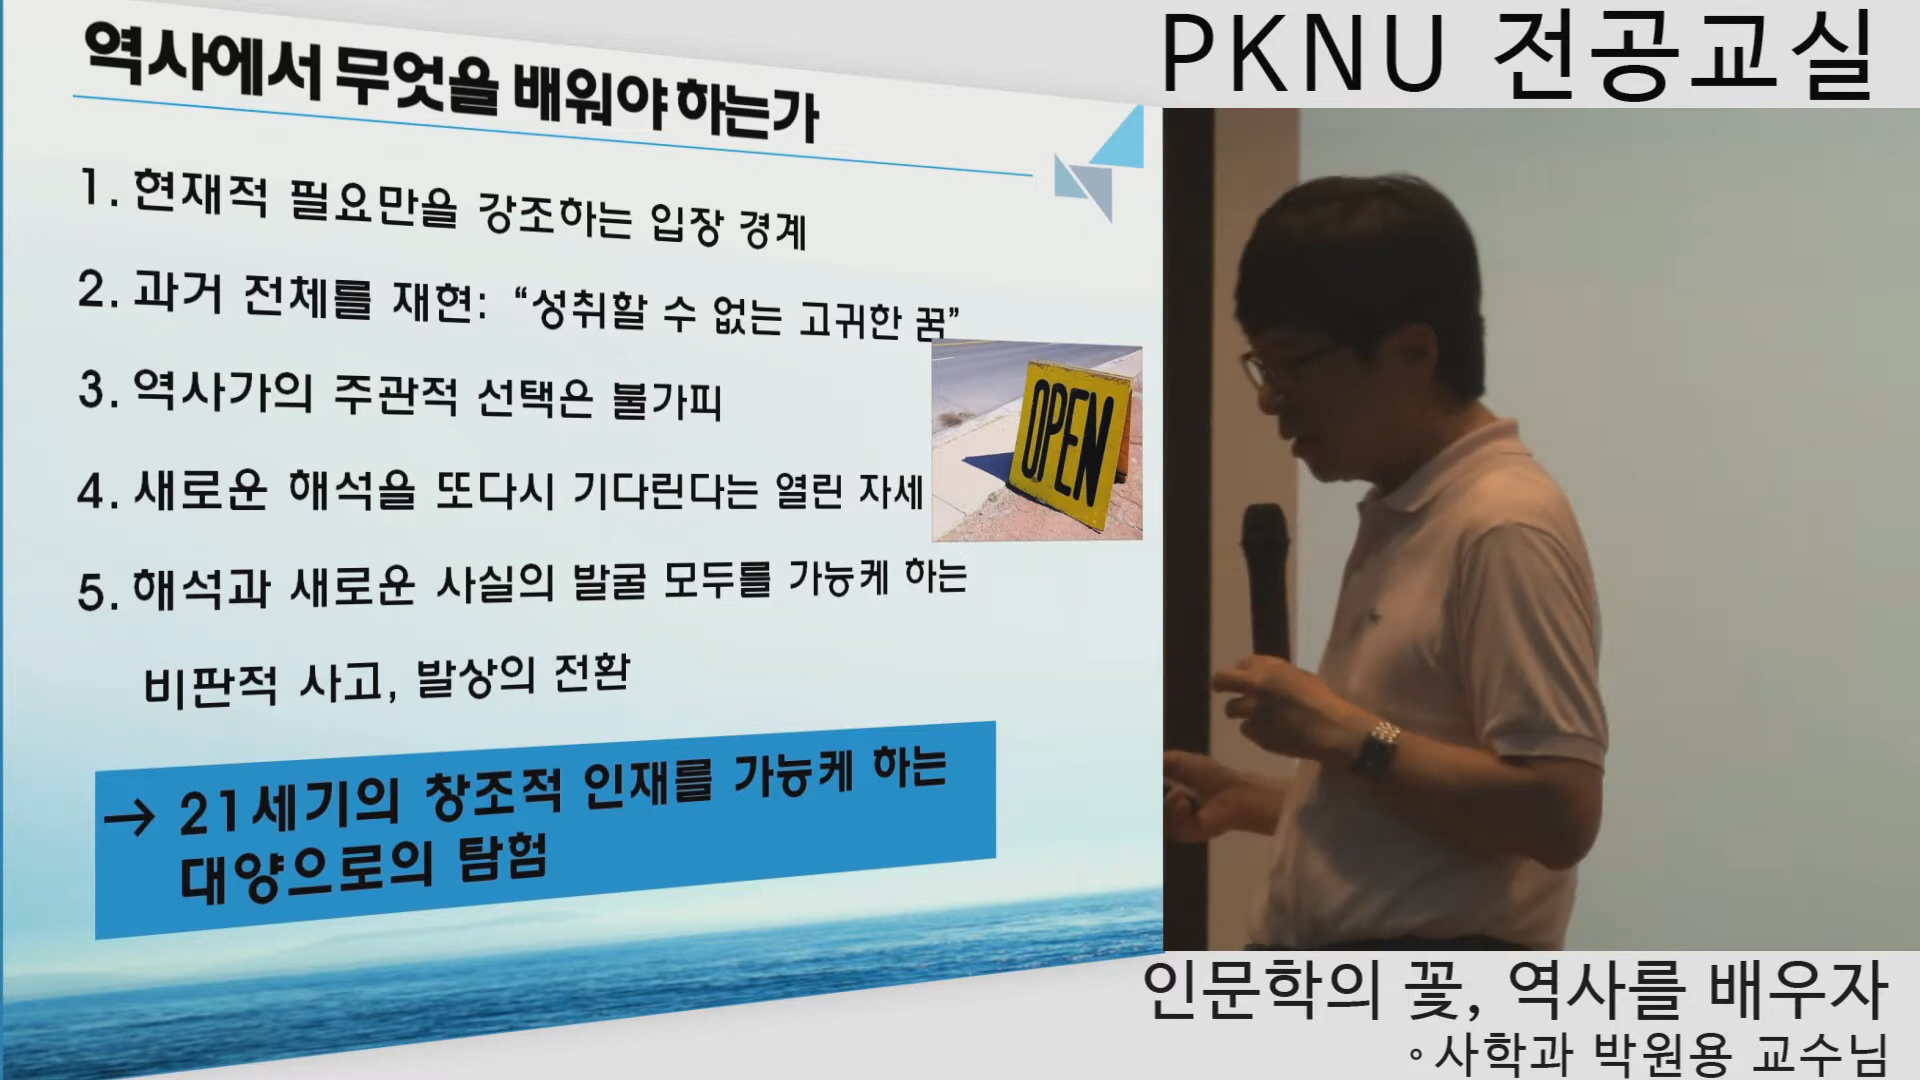 역사에서 무엇을 배워야 하는가
1. 현재적 필요만을 강조하는 입장 경계
2. 과거 전체를 재현: “성취할 수 없는 고귀한 꿈”
3. 역사가의 주관적 선택은 불가피
4. 새로운 해석을 또다시 기다린다는 열린 자세
OPEN
5. 해석과 새로운 사실의 발굴 모두를 가능케 하는
비판적 사고, 발상의 전환
→ 21세기의 창조적 인재를 가능케 하는
대양으로의 탐험
PKNU 전공교실
인문학의 꽃, 역사를 배우자
◦사학과 박원용 교수님